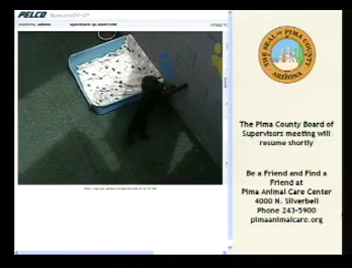 PELCO
THE SEAL OF PIMA COUNTY
ARIZONA
The Pima County Board of
Supervisors meeting will
resume shortly
Be a Friend and Find a
Friend at
Pima Animal Care Center
4000 N. Silverbell
Phone 243-5900
pimaanimalcare.org